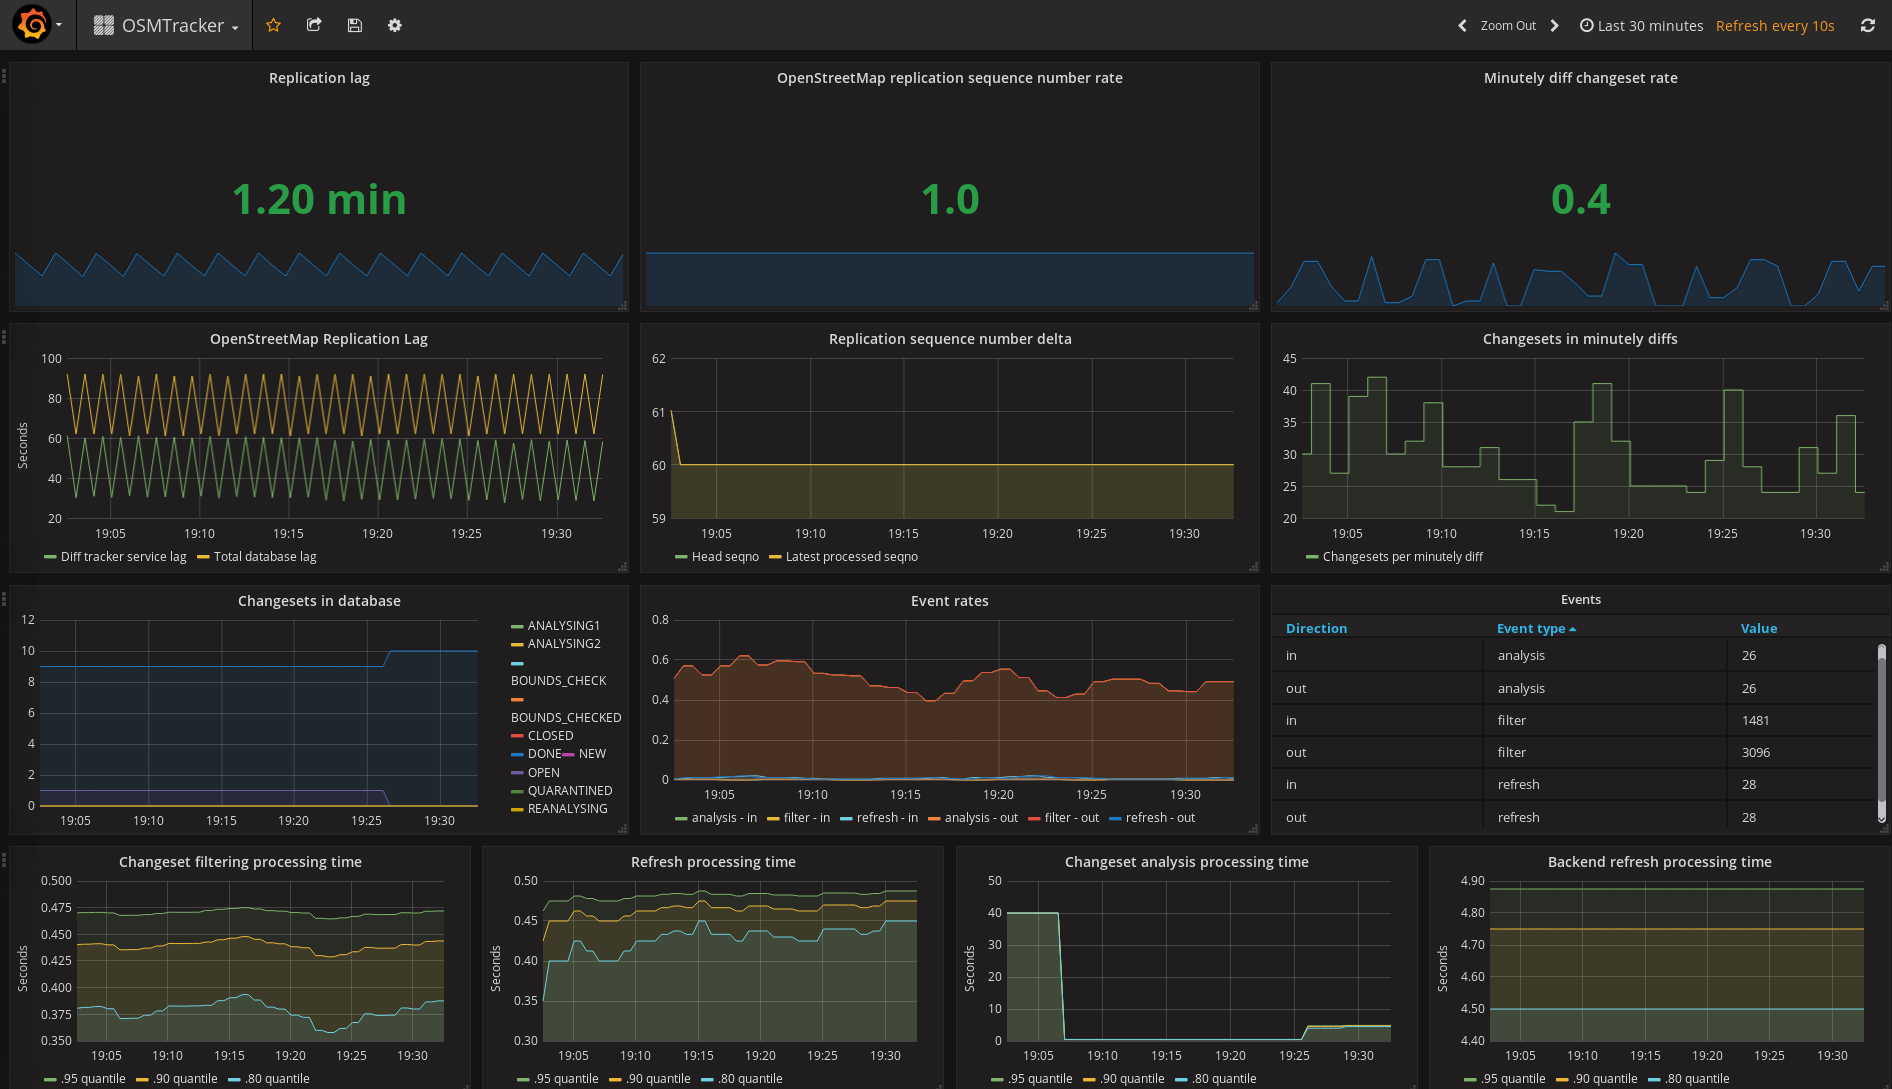 OSMTracker
Zoom Out
Last 30 minutes
Refresh every 10s
Replication lag
1.20 min
OpenStreetMap replication sequence number rate
1.0
Minutely diff changeset rate
0.4
OpenStreetMap Replication Lag
100
80
60
40
20
Seconds
19:05 19:10 19:15 19:20 19:25 19:30
Diff tracker service lag Total database lag
Replication sequence number delta
62
61
60
59
19:05 19:10 19:15 19:20 19:25 19:30
Head seqno Latest processed seqno
Changesets in minutely diffs
45
40
35
30
25
20
19:05 19:10 19:15 19:20 19:25 19:30
Changesets per minutely diff
Changesets in database
12
10
8
6
4
2
0
19:05 19:10 19:15 19:20 19:25 19:30
ANALYSING1
ANALYSING2
BOUNDS_CHECK
BOUNDS_CHECKED
CLOSED
DONE NEW
OPEN
QUARANTINED
REANALYSING
Event rates
0.8
0.6
0.4
0.2
0
19:05 19:10 19:15 19:20 19:25 19:30
analysis - in filter - in refresh - in analysis - out filter - out refresh - out
Events
Direction Event type Value
in analysis 26
out analysis 26
in filter 1481
out filter 3096
in refresh 28
out refresh 28
Changeset filtering processing time
0.500
0.475
0.450
0.425
0.400
0.375
0.350
Seconds
19:05 19:10 19:15 19:20 19:25 19:30
.95 quantile .90 quantile .80 quantile
Refresh processing time
0.50
0.45
0.40
0.35
0.30
Seconds
19:05 19:10 19:15 19:20 19:25 19:30
.95 quantile .90 quantile .80 quantile
Changeset analysis processing time
50
40
30
20
10
0
Seconds
19:05 19:10 19:15 19:20 19:25 19:30
.95 quantile .90 quantile .80 quantile
Backend refresh processing time
4.90
4.80
4.70
4.60
4.50
4.40
Seconds
19:05 19:10 19:15 19:20 19:25 19:30
.95 quantile .90 quantile .80 quantile